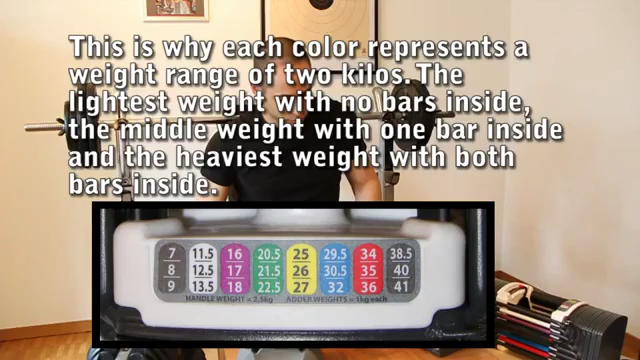 This is why each color represents a
weight range of two kilos. The
lightest weight with no bars inside,
the middle weight with one bar inside
and the heaviest weight with both
bars inside.
7 11.5 16 20.5 25 29.5 34 38.5
8 12.5 17 21.5 26 30.5 35 40
9 13.5 18 22.5 27 32 36 41
HANDLE WEIGHT = 2.5kg ADDER WEIGHTS = 1kg each